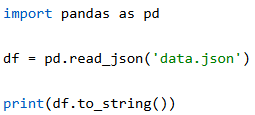 import pandas as pd
df = pd.read_json('data.json')
print(df.to_string())